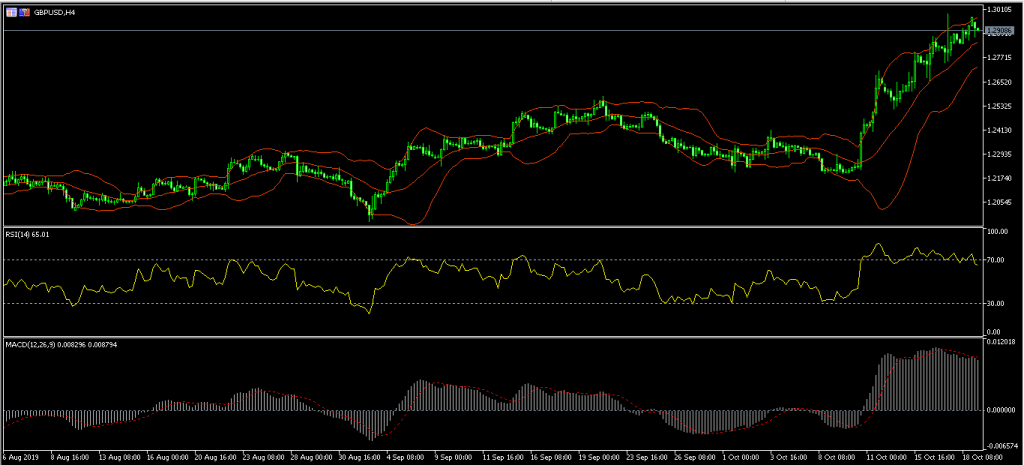 GBPUSD,H4
1.30105
1.27715
1.26520
1.25325
1.24130
1.22935
1.21740
1.20545
RSI(14) 65.01
100.00
70.00
30.00
0.00
MACD(12,26,9) 0.008296 0.008794
0.012018
0.000000
-0.006574
6 Aug 2019
8 Aug 16:00
13 Aug 08:00
16 Aug 00:00
20 Aug 16:00
23 Aug 08:00
28 Aug 00:00
30 Aug 16:00
4 Sep 08:00
9 Sep 00:00
11 Sep 16:00
16 Sep 08:00
19 Sep 00:00
23 Sep 16:00
26 Sep 08:00
1 Oct 00:00
3 Oct 16:00
8 Oct 08:00
11 Oct 00:00
15 Oct 16:00
18 Oct 08:00